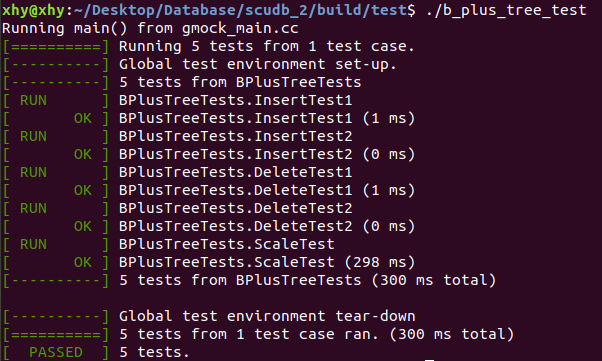 xhy@xhy:~/Desktop/Database/scudb_2/build/test$ ./b_plus_tree_test
Running main() from gmock_main.cc
[==========] Running 5 tests from 1 test case.
[----------] Global test environment set-up.
[----------] 5 tests from BPlusTreeTests
[ RUN      ] BPlusTreeTests.InsertTest1
[       OK ] BPlusTreeTests.InsertTest1 (1 ms)
[ RUN      ] BPlusTreeTests.InsertTest2
[       OK ] BPlusTreeTests.InsertTest2 (0 ms)
[ RUN      ] BPlusTreeTests.DeleteTest1
[       OK ] BPlusTreeTests.DeleteTest1 (1 ms)
[ RUN      ] BPlusTreeTests.DeleteTest2
[       OK ] BPlusTreeTests.DeleteTest2 (0 ms)
[ RUN      ] BPlusTreeTests.ScaleTest
[       OK ] BPlusTreeTests.ScaleTest (298 ms)
[----------] 5 tests from BPlusTreeTests (300 ms total)
[----------] Global test environment tear-down
[==========] 5 tests from 1 test case ran. (300 ms total)
[  PASSED  ] 5 tests.